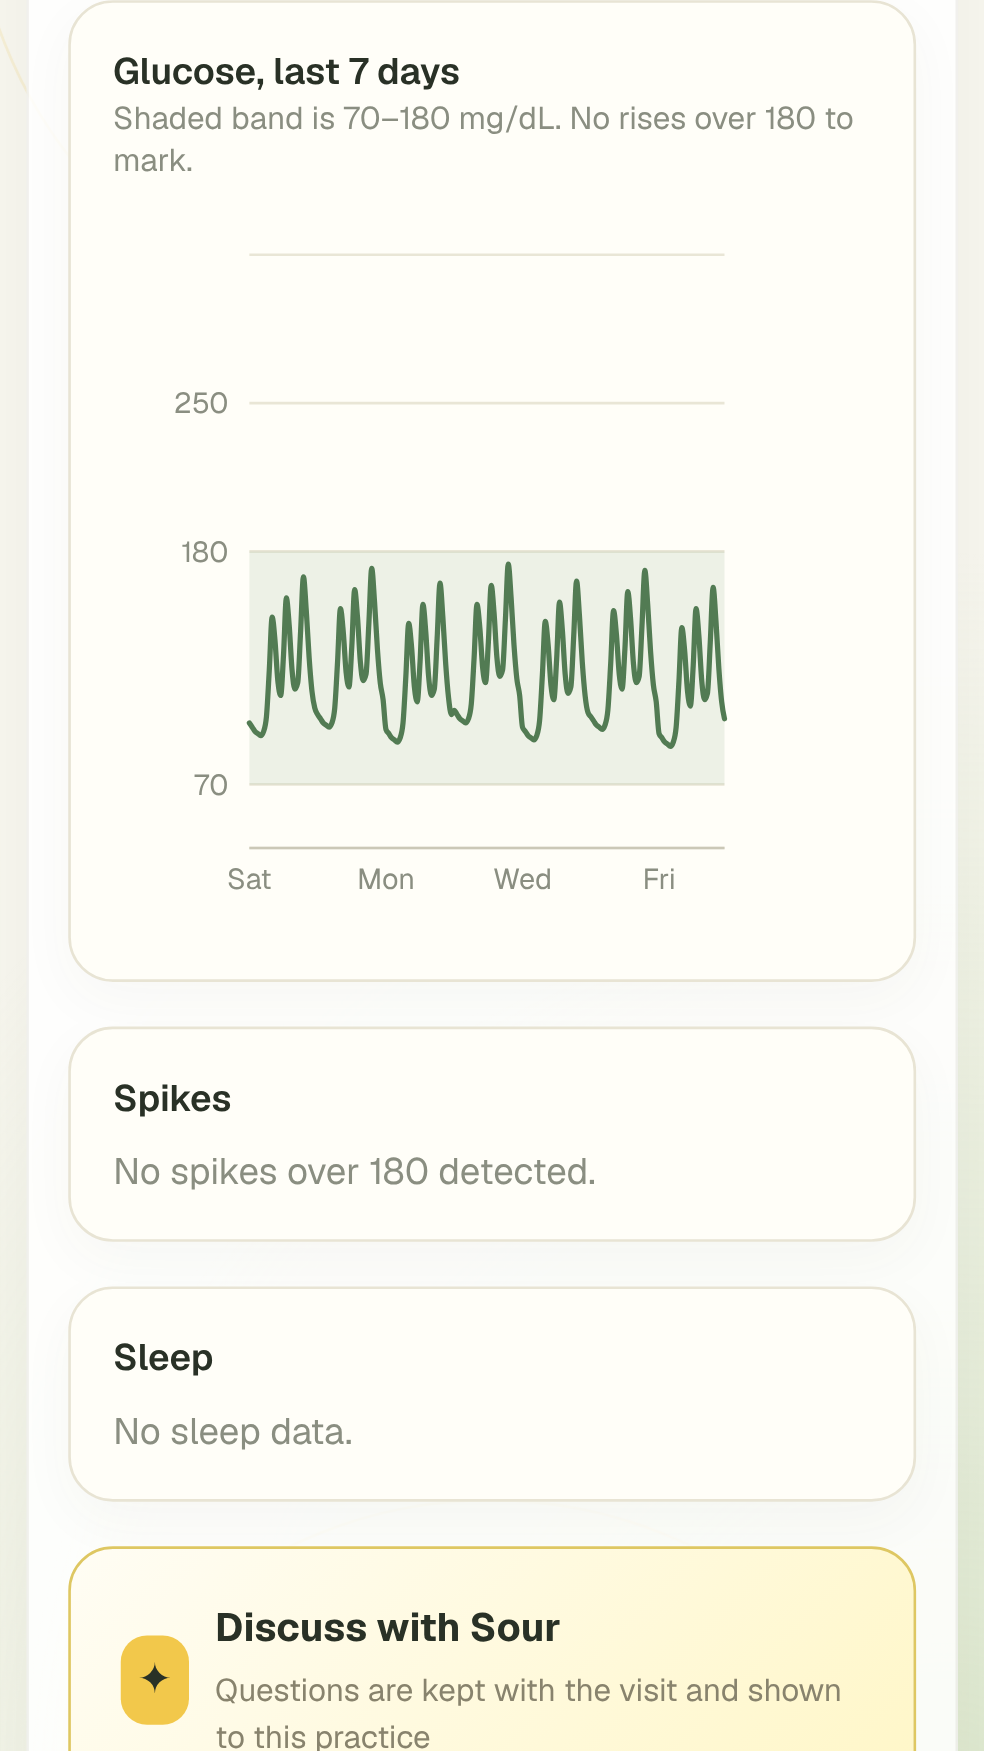 Glucose, last 7 days
Shaded band is 70–180 mg/dL. No rises over 180 to
mark.
250
180
70
Sat Mon Wed Fri
Spikes
No spikes over 180 detected.
Sleep
No sleep data.
Discuss with Sour
Questions are kept with the visit and shown
to this practice